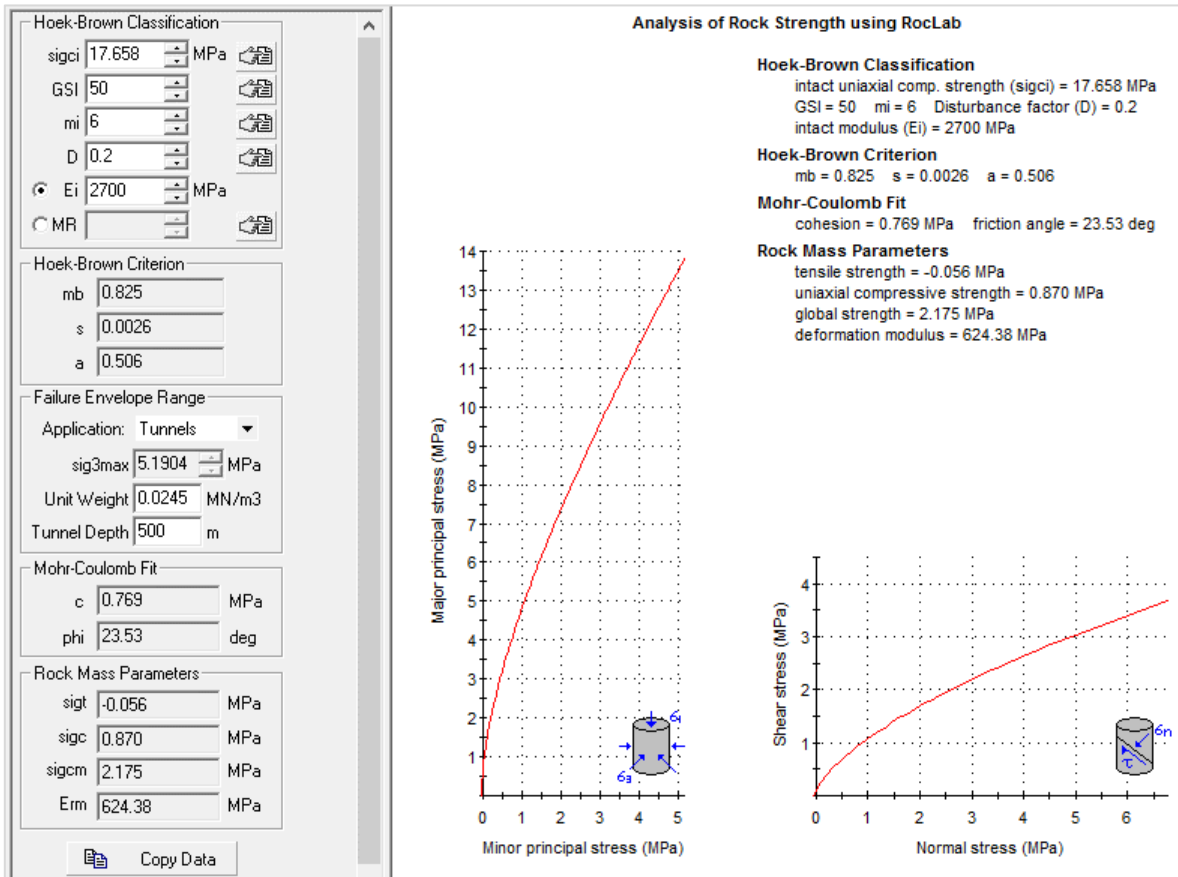 Hoek-Brown Classification
sigci 17.658 MPa
GSI 50
mi 6
D 0.2
Ei 2700 MPa
MR
Hoek-Brown Criterion
mb 0.825
s 0.0026
a 0.506
Failure Envelope Range
Application: Tunnels
sig3max 5.1904 MPa
Unit Weight 0.0245 MN/m3
Tunnel Depth 500 m
Mohr-Coulomb Fit
c 0.769 MPa
phi 23.53 deg
Rock Mass Parameters
sigt -0.056 MPa
sigc 0.870 MPa
sigcm 2.175 MPa
Erm 624.38 MPa
Copy Data
Analysis of Rock Strength using RocLab
Hoek-Brown Classification
intact uniaxial comp. strength (sigci) = 17.658 MPa
GSI = 50 mi = 6 Disturbance factor (D) = 0.2
intact modulus (Ei) = 2700 MPa
Hoek-Brown Criterion
mb = 0.825 s = 0.0026 a = 0.506
Mohr-Coulomb Fit
cohesion = 0.769 MPa friction angle = 23.53 deg
Rock Mass Parameters
tensile strength = -0.056 MPa
uniaxial compressive strength = 0.870 MPa
global strength = 2.175 MPa
deformation modulus = 624.38 MPa
Major principal stress (MPa)
14
13
12
11
10
9
8
7
6
5
4
3
2
1
0 1 2 3 4 5
Minor principal stress (MPa)
σ1
σ3
Shear stress (MPa)
4
3
2
1
0 1 2 3 4 5 6
Normal stress (MPa)
σn
τ